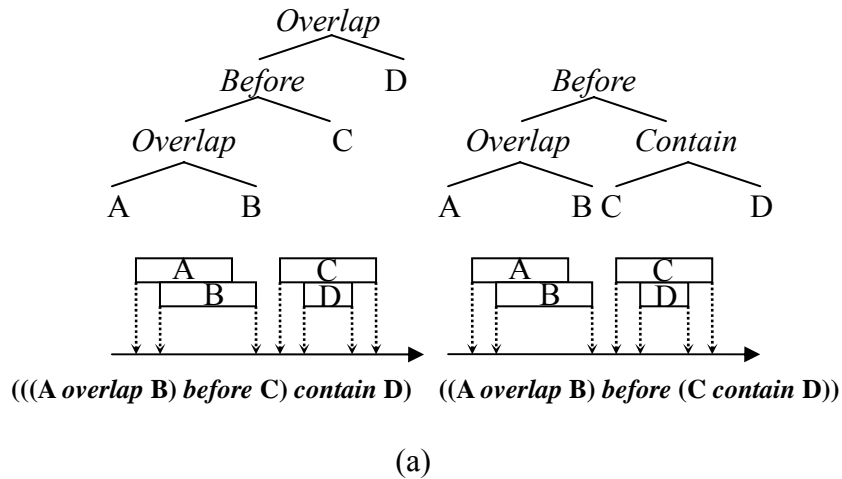 Overlap
Before D Before
Overlap C Overlap Contain
A B A B C D
A C A C
B D B D
(((A overlap B) before C) contain D) ((A overlap B) before (C contain D))
(a)